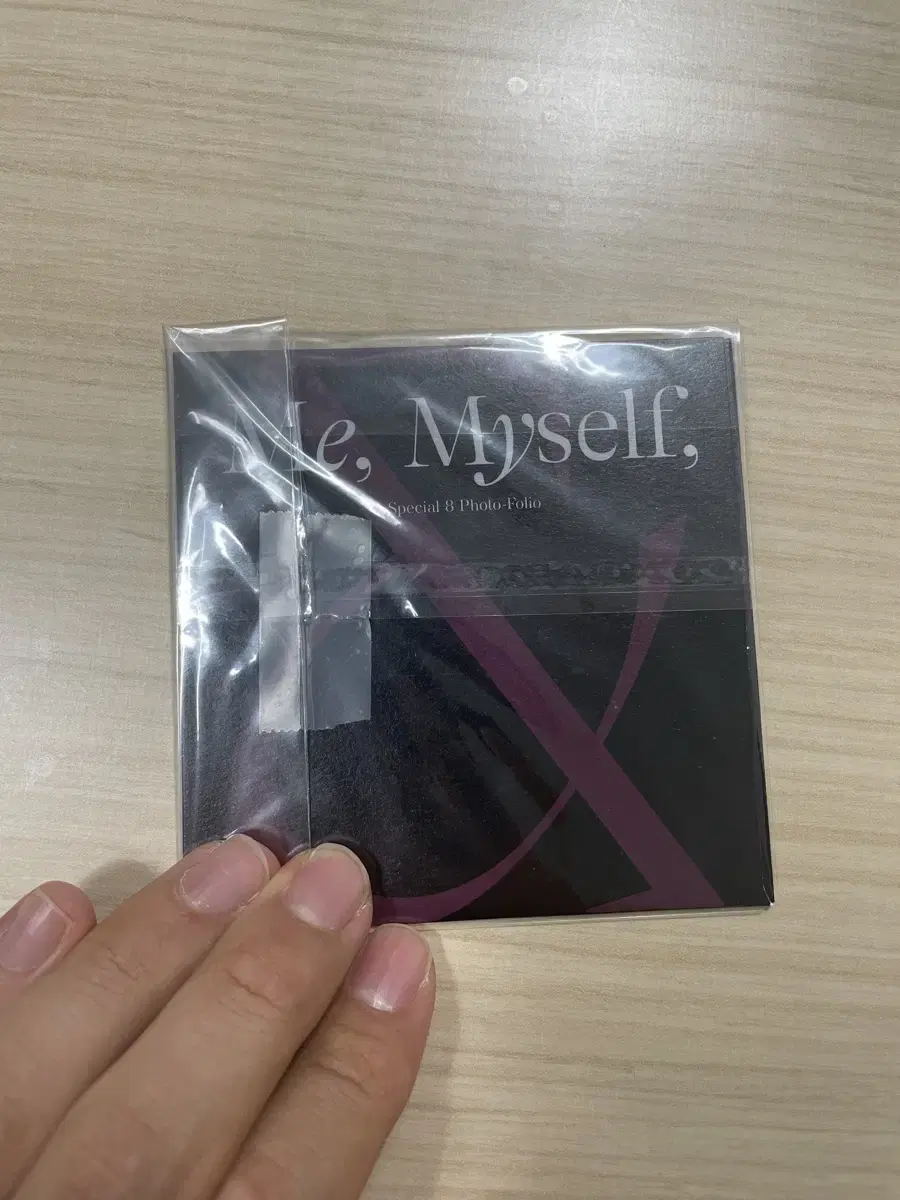 Me, Myself,
Special 8 Photo-Folio